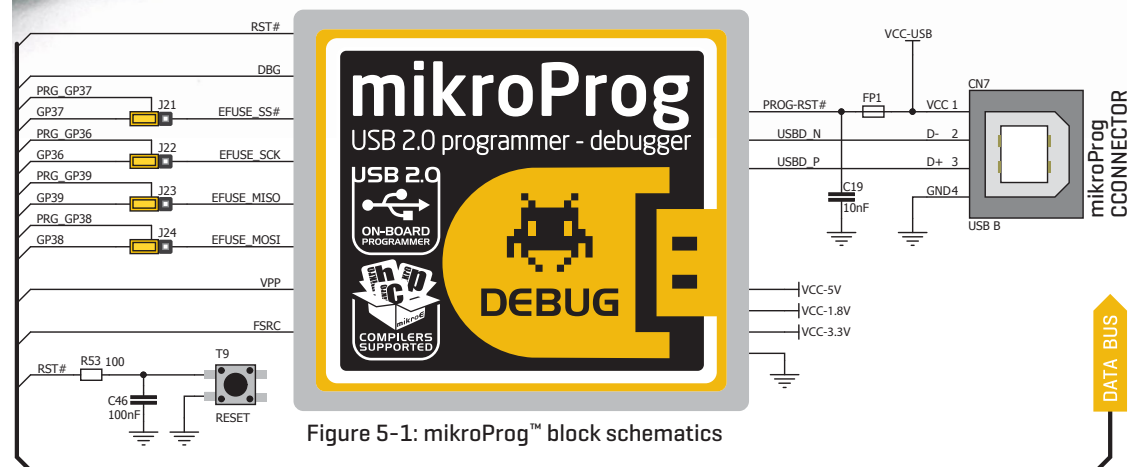 RST#
DBG
PRG_GP37
J21
GP37
EFUSE_SS#
PRG_GP36
J22
GP36
EFUSE_SCK
PRG_GP39
J23
GP39
EFUSE_MISO
PRG_GP38
J24
GP38
EFUSE_MOSI
VPP
FSRC
RST#
R53 100
T9
C46
100nF
RESET
mikroProg
USB 2.0 programmer - debugger
USB 2.0
ON-BOARD
PROGRAMMER
h c p
C
mikroE
COMPILERS
SUPPORTED
DEBUG
VCC-USB
CN7
PROG-RST#
FP1
VCC 1
USBD_N
D- 2
USBD_P
D+ 3
C19
10nF
GND4
USB B
mikroProg
CCONNECTOR
VCC-5V
VCC-1.8V
VCC-3.3V
DATA BUS
Figure 5-1: mikroProg™ block schematics